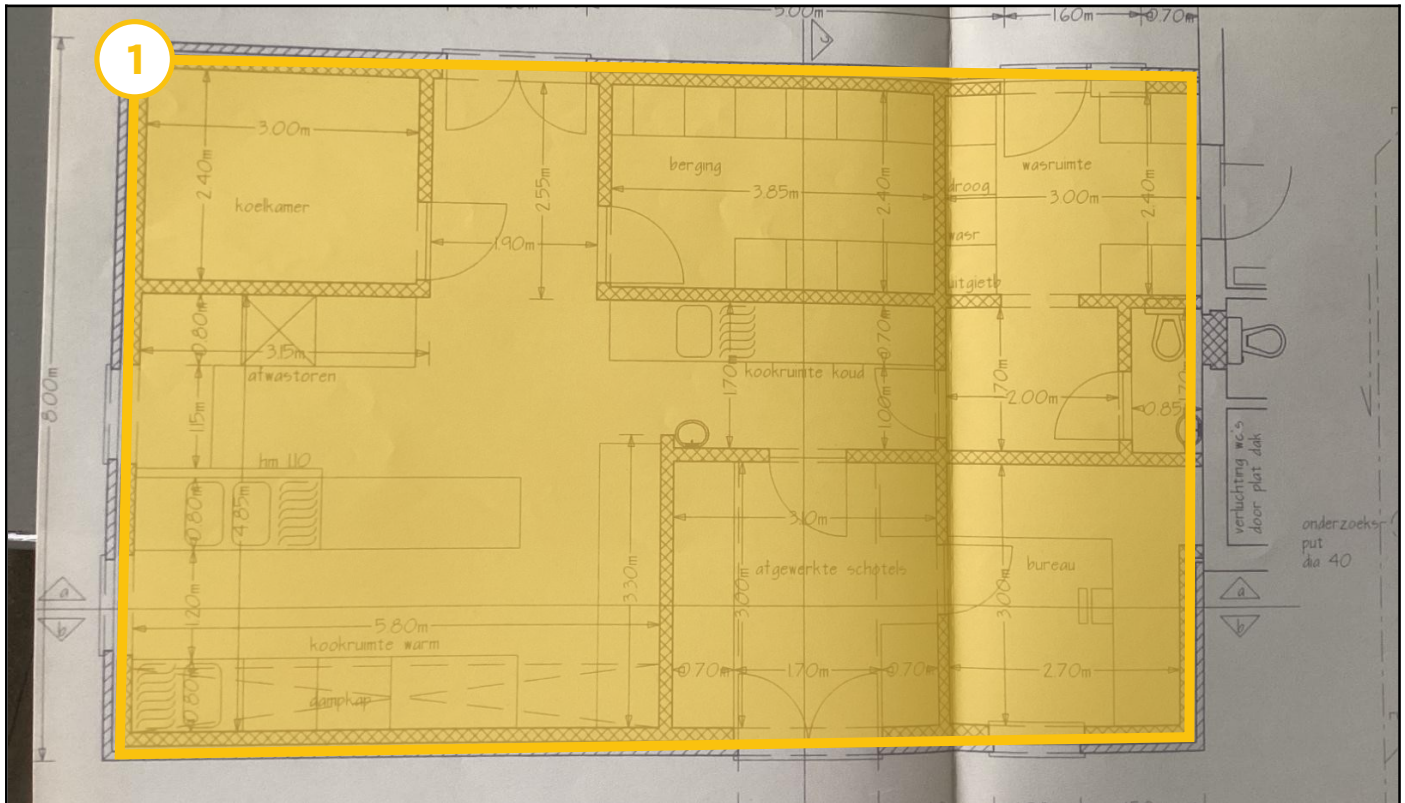 5.00m
1.60m
0.70m
1
c
3.00m
2.40m
koelkamer
2.55m
1.90m
berging
3.85m
2.40m
wasruimte
droog
3.00m
2.40m
wasr
uitgietb
0.80m
3.15m
afwastoren
1.15m
8.00m
1.70m
kookruimte koud
0.70m
1.00m
2.00m
0.85
hm 1.10
0.80m
4.85m
3.10m
3.30m
afgewerkte schotels
3.00m
bureau
3.00m
verluchting wc's
door plat dak
onderzoeks
put
dia 40
a
b
a
b
1.20m
5.80m
kookruimte warm
0.80m
dampkap
0.70m
1.70m
0.70m
2.70m